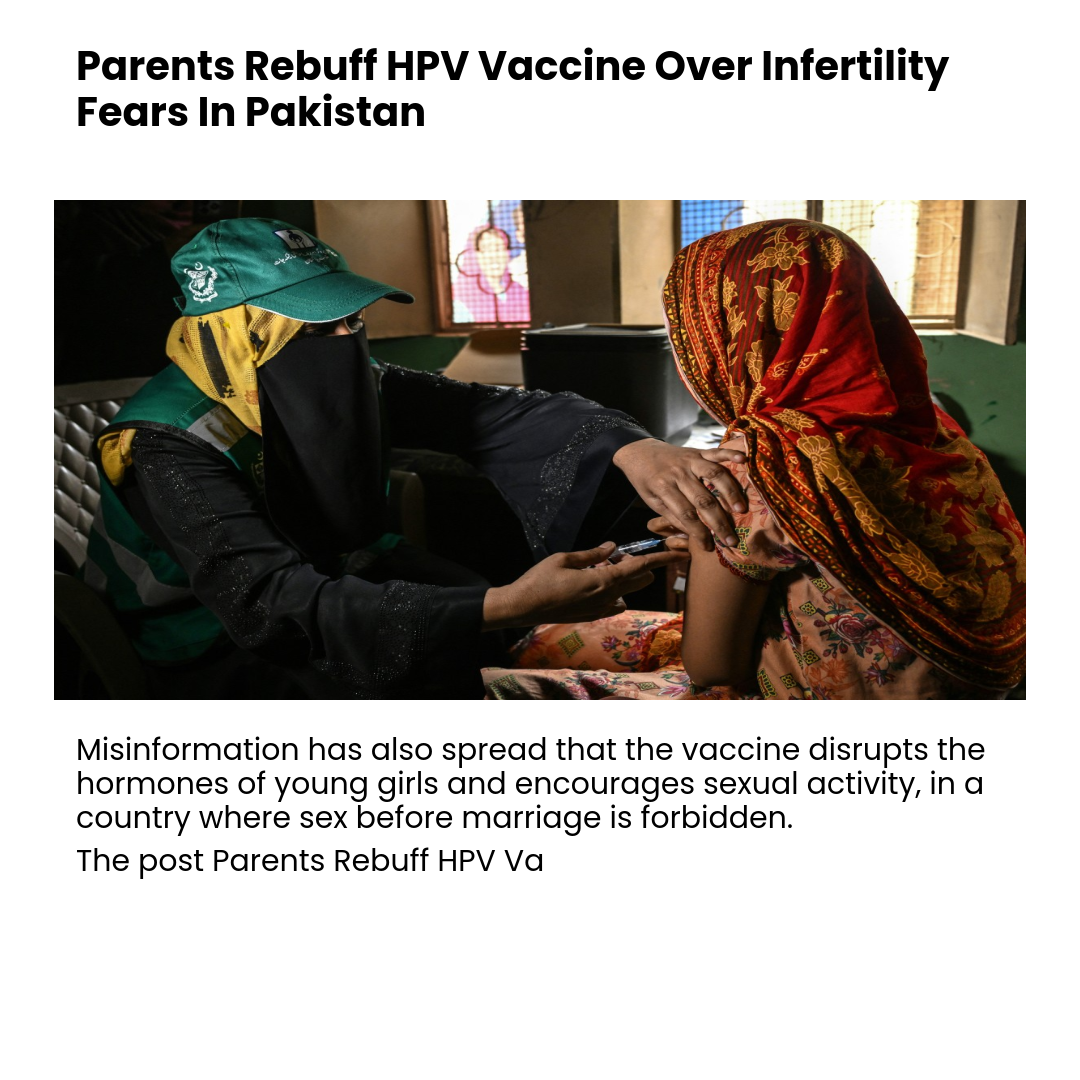 Parents Rebuff HPV Vaccine Over Infertility
Fears In Pakistan
Misinformation has also spread that the vaccine disrupts the
hormones of young girls and encourages sexual activity, in a
country where sex before marriage is forbidden.
The post Parents Rebuff HPV Va